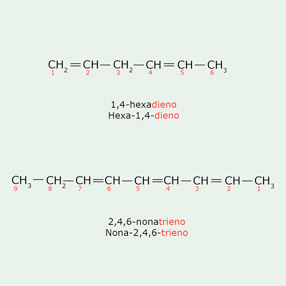 CH2=CH—CH2—CH=CH—CH3
1 2 3 4 5 6
1,4-hexadieno
Hexa-1,4-dieno
CH3—CH2—CH=CH—CH=CH—CH=CH—CH3
9 8 7 6 5 4 3 2 1
2,4,6-nonatrieno
Nona-2,4,6-trieno